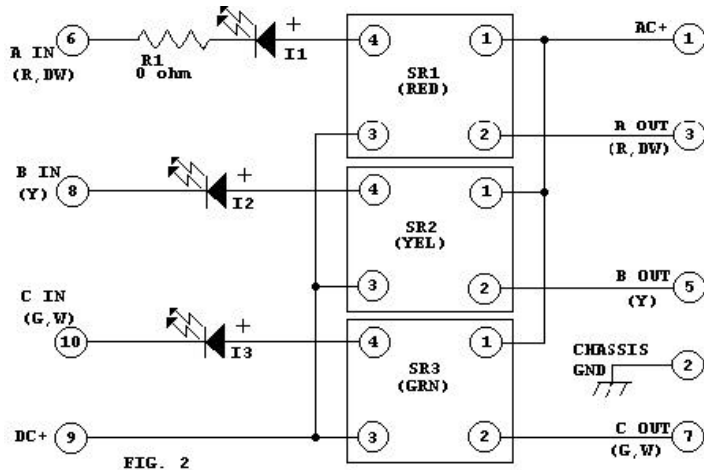 6
A IN
(R,DW)
R1
0 ohm
+
I1
4
1
SR1
(RED)
3
2
AC+
1
A OUT
(R,DW)
3
B IN
(Y)
8
+
I2
4
1
SR2
(YEL)
3
2
B OUT
(Y)
5
C IN
(G,W)
10
+
I3
4
1
SR3
(GRN)
3
2
CHASSIS
GND
2
DC+
9
C OUT
(G,W)
7
FIG. 2